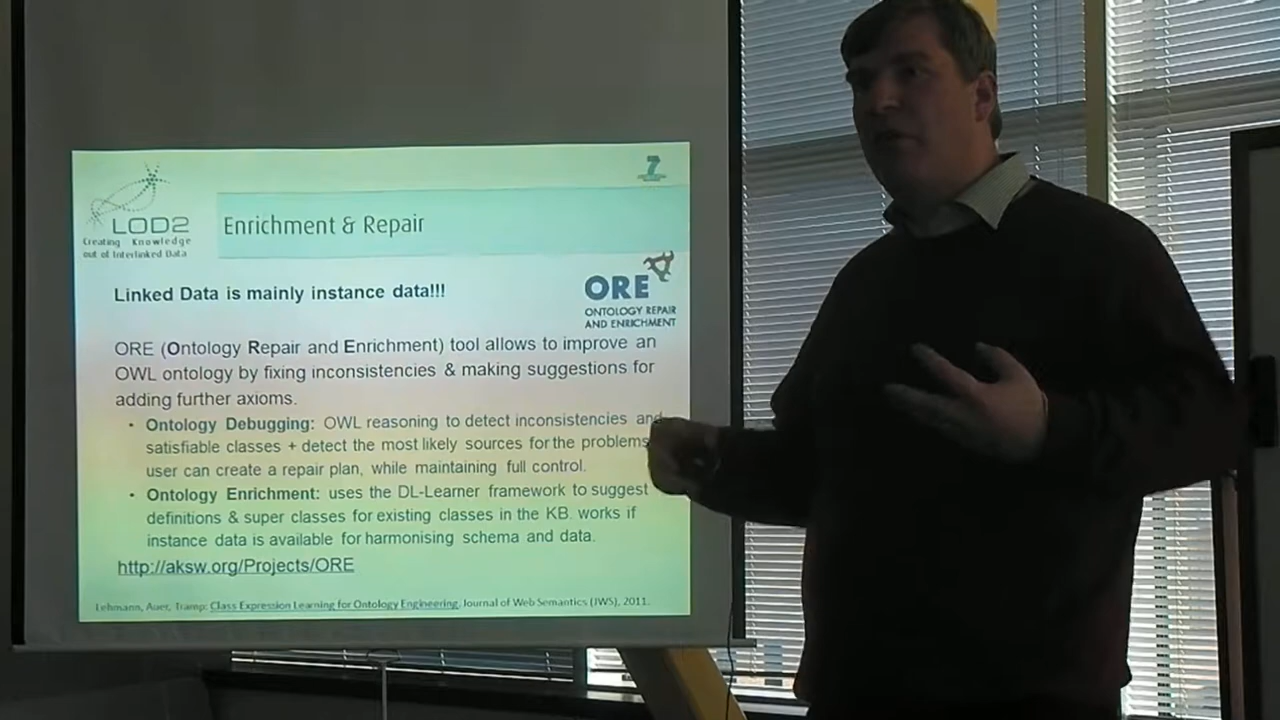 LOD2
Creating Knowledge
out of Interlinked Data
Enrichment & Repair
Linked Data is mainly instance data!!!
ORE
ONTOLOGY REPAIR
AND ENRICHMENT
ORE (Ontology Repair and Enrichment) tool allows to improve an
OWL ontology by fixing inconsistencies & making suggestions for
adding further axioms.
• Ontology Debugging: OWL reasoning to detect inconsistencies and
satisfiable classes + detect the most likely sources for the problems
user can create a repair plan, while maintaining full control.
• Ontology Enrichment: uses the DL-Learner framework to suggest
definitions & super classes for existing classes in the KB. works if
instance data is available for harmonising schema and data.
http://aksw.org/Projects/ORE
Lehmann, Auer, Tramp: Class Expression Learning for Ontology Engineering. Journal of Web Semantics (JWS), 2011.